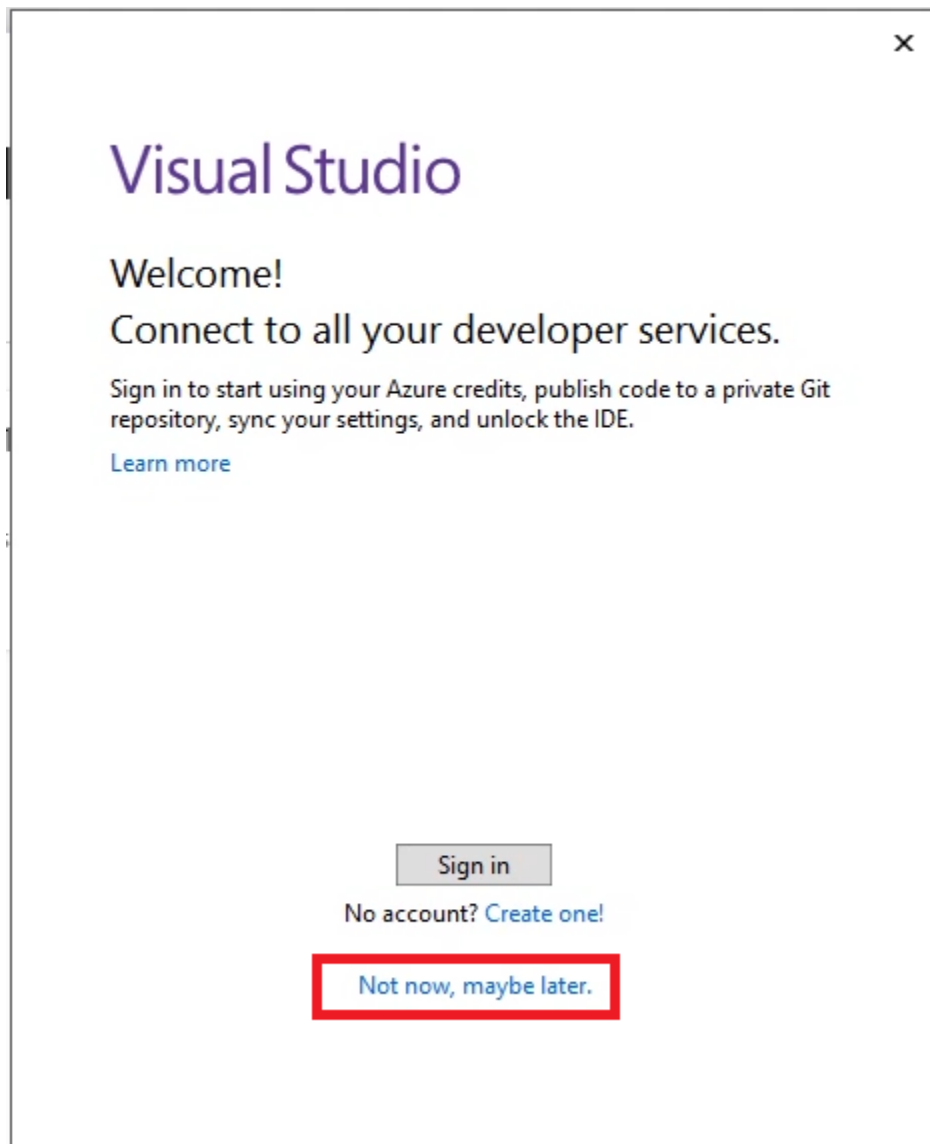 Visual Studio
Welcome!
Connect to all your developer services.
Sign in to start using your Azure credits, publish code to a private Git
repository, sync your settings, and unlock the IDE.
Learn more
Sign in
No account? Create one!
Not now, maybe later.